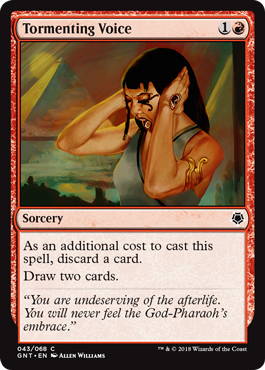 Tormenting Voice 1
Sorcery
As an additional cost to cast this
spell, discard a card.
Draw two cards.
“You are undeserving of the afterlife.
You will never feel the God-Pharaoh’s
embrace.”
043/068 C
GNT • EN ALLEN WILLIAMS
™ & © 2018 Wizards of the Coast